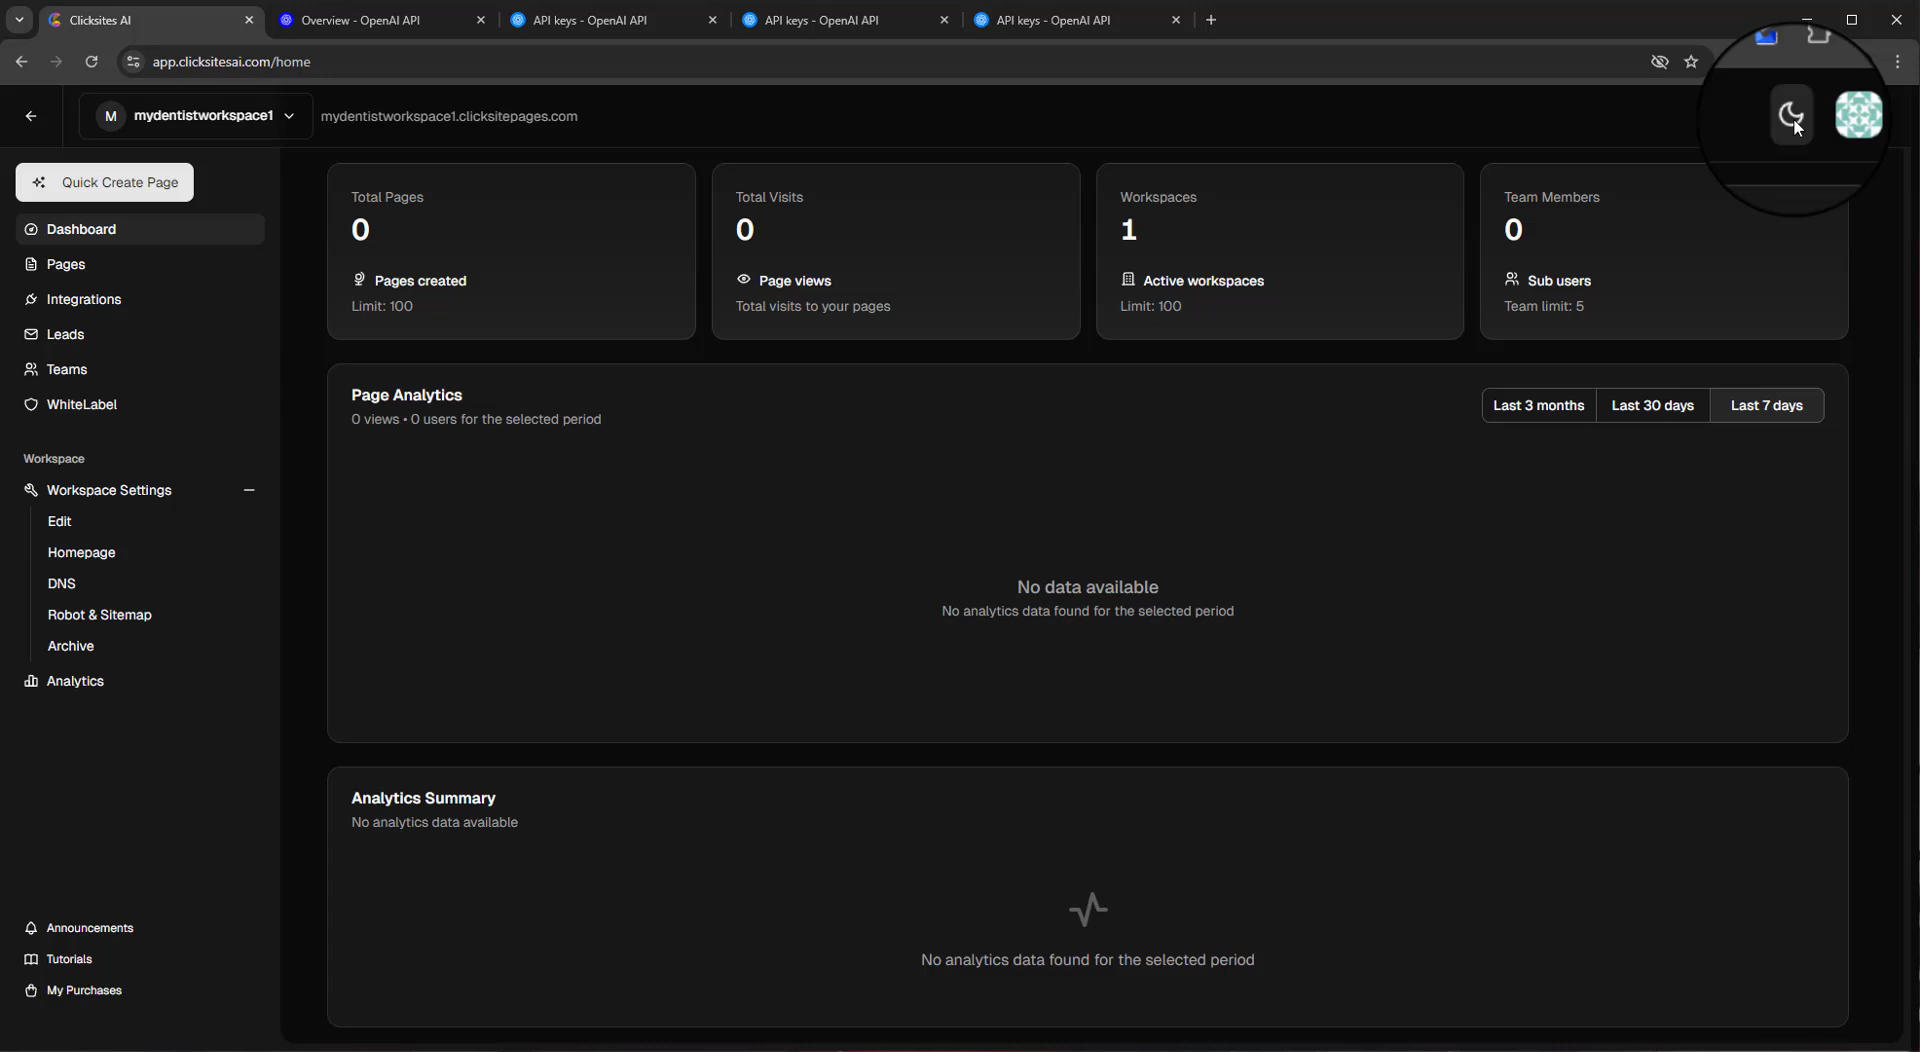 Clicksites AI
Overview - OpenAI API
API keys - OpenAI API
API keys - OpenAI API
API keys - OpenAI API
app.clicksitesai.com/home
M
mydentistworkspace1
mydentistworkspace1.clicksitepages.com
Quick Create Page
Dashboard
Pages
Integrations
Leads
Teams
WhiteLabel
Workspace
Workspace Settings
Edit
Homepage
DNS
Robot & Sitemap
Archive
Analytics
Announcements
Tutorials
My Purchases
Total Pages
0
Pages created
Limit: 100
Total Visits
0
Page views
Total visits to your pages
Workspaces
1
Active workspaces
Limit: 100
Team Members
0
Sub users
Team limit: 5
Page Analytics
0 views • 0 users for the selected period
Last 3 months
Last 30 days
Last 7 days
No data available
No analytics data found for the selected period
Analytics Summary
No analytics data available
No analytics data found for the selected period